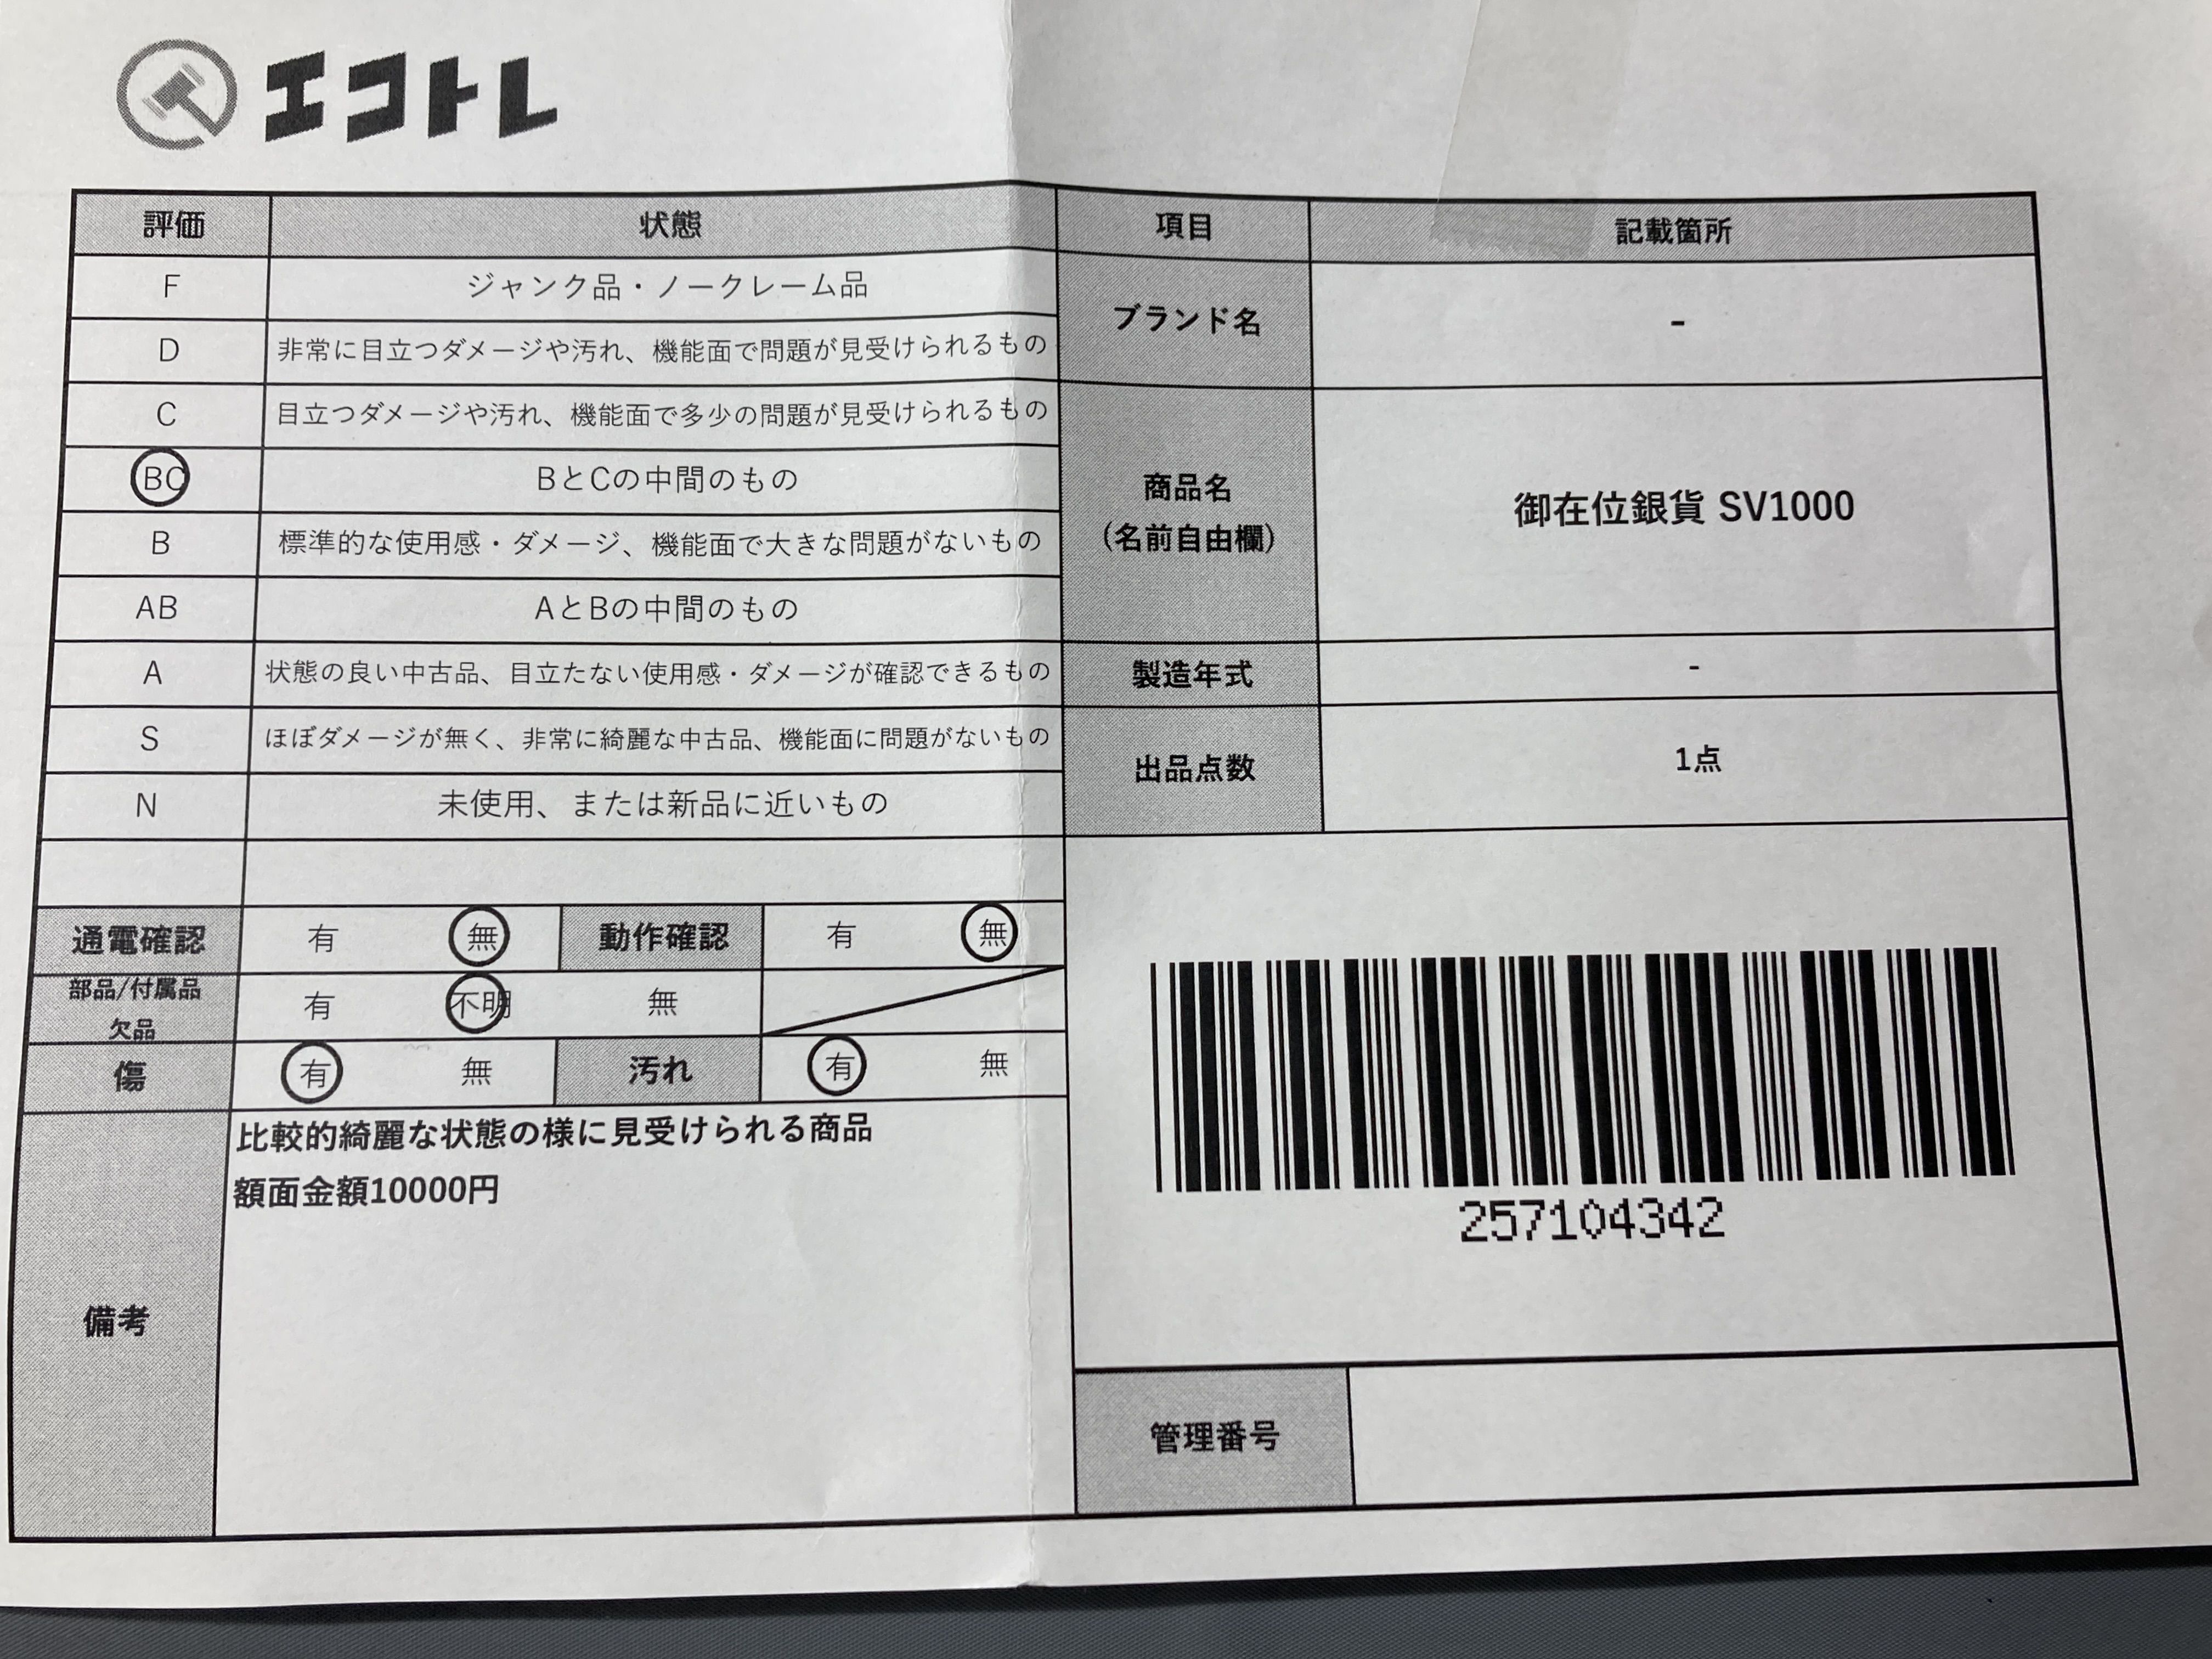 エコトレ
評価 状態
F ジャンク品・ノークレーム品
D 非常に目立つダメージや汚れ、機能面で問題が見受けられるもの
C 目立つダメージや汚れ、機能面で多少の問題が見受けられるもの
BC BとCの中間のもの
B 標準的な使用感・ダメージ、機能面で大きな問題がないもの
AB AとBの中間のもの
A 状態の良い中古品、目立たない使用感・ダメージが確認できるもの
S ほぼダメージが無く、非常に綺麗な中古品、機能面に問題がないもの
N 未使用、または新品に近いもの
通電確認 有 無 動作確認 有 無
部品/付属品
欠品
有 不明 無
傷 有 無 汚れ 有 無
備考
比較的綺麗な状態の様に見受けられる商品
額面金額10000円
項目 記載箇所
ブランド名 -
商品名
(名前自由欄)
御在位銀貨 SV1000
製造年式 -
出品点数 1点
257104342
管理番号